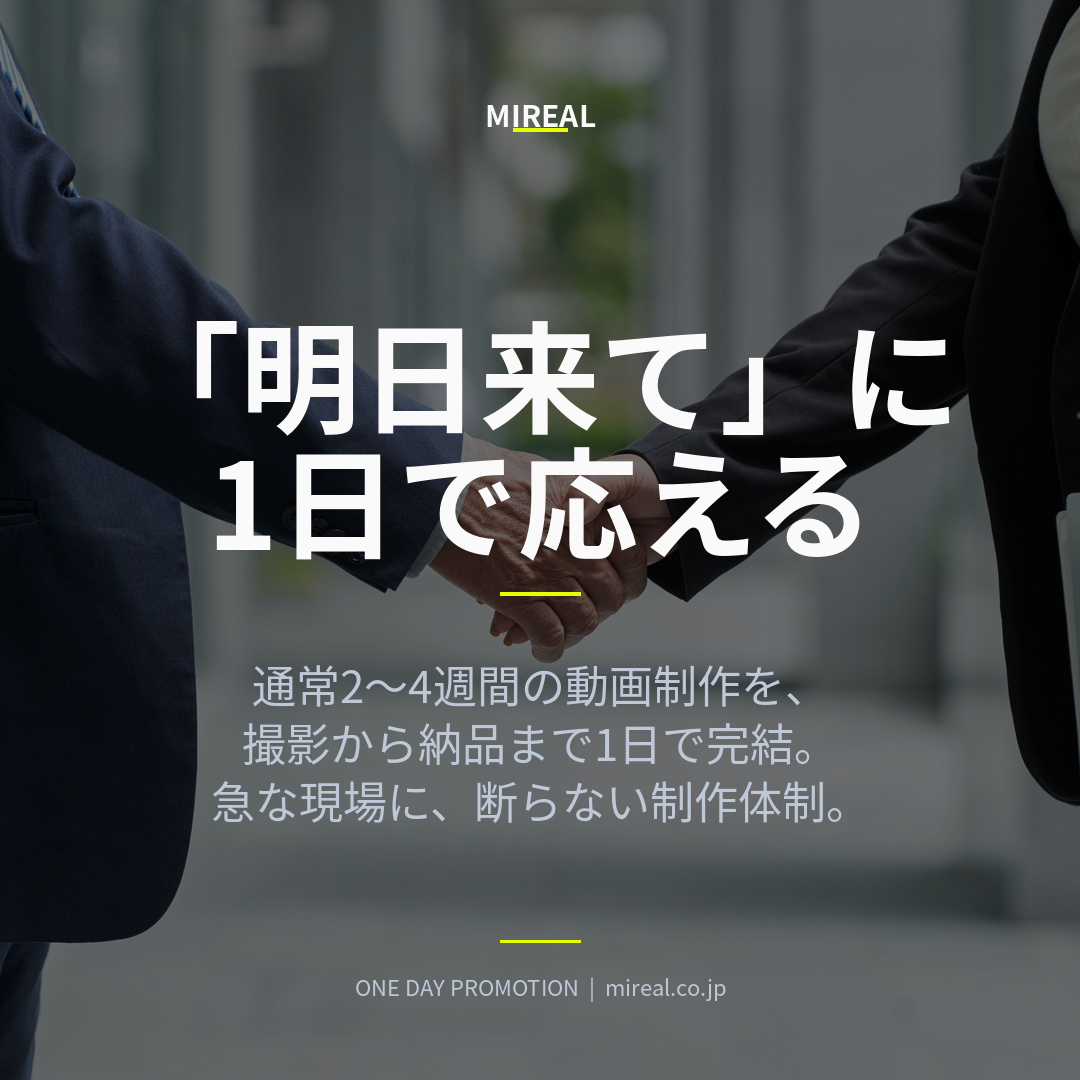 MIREAL
「明日来て」に
1日で応える
通常2〜4週間の動画制作を、
撮影から納品まで1日で完結。
急な現場に、断らない制作体制。
ONE DAY PROMOTION | mireal.co.jp